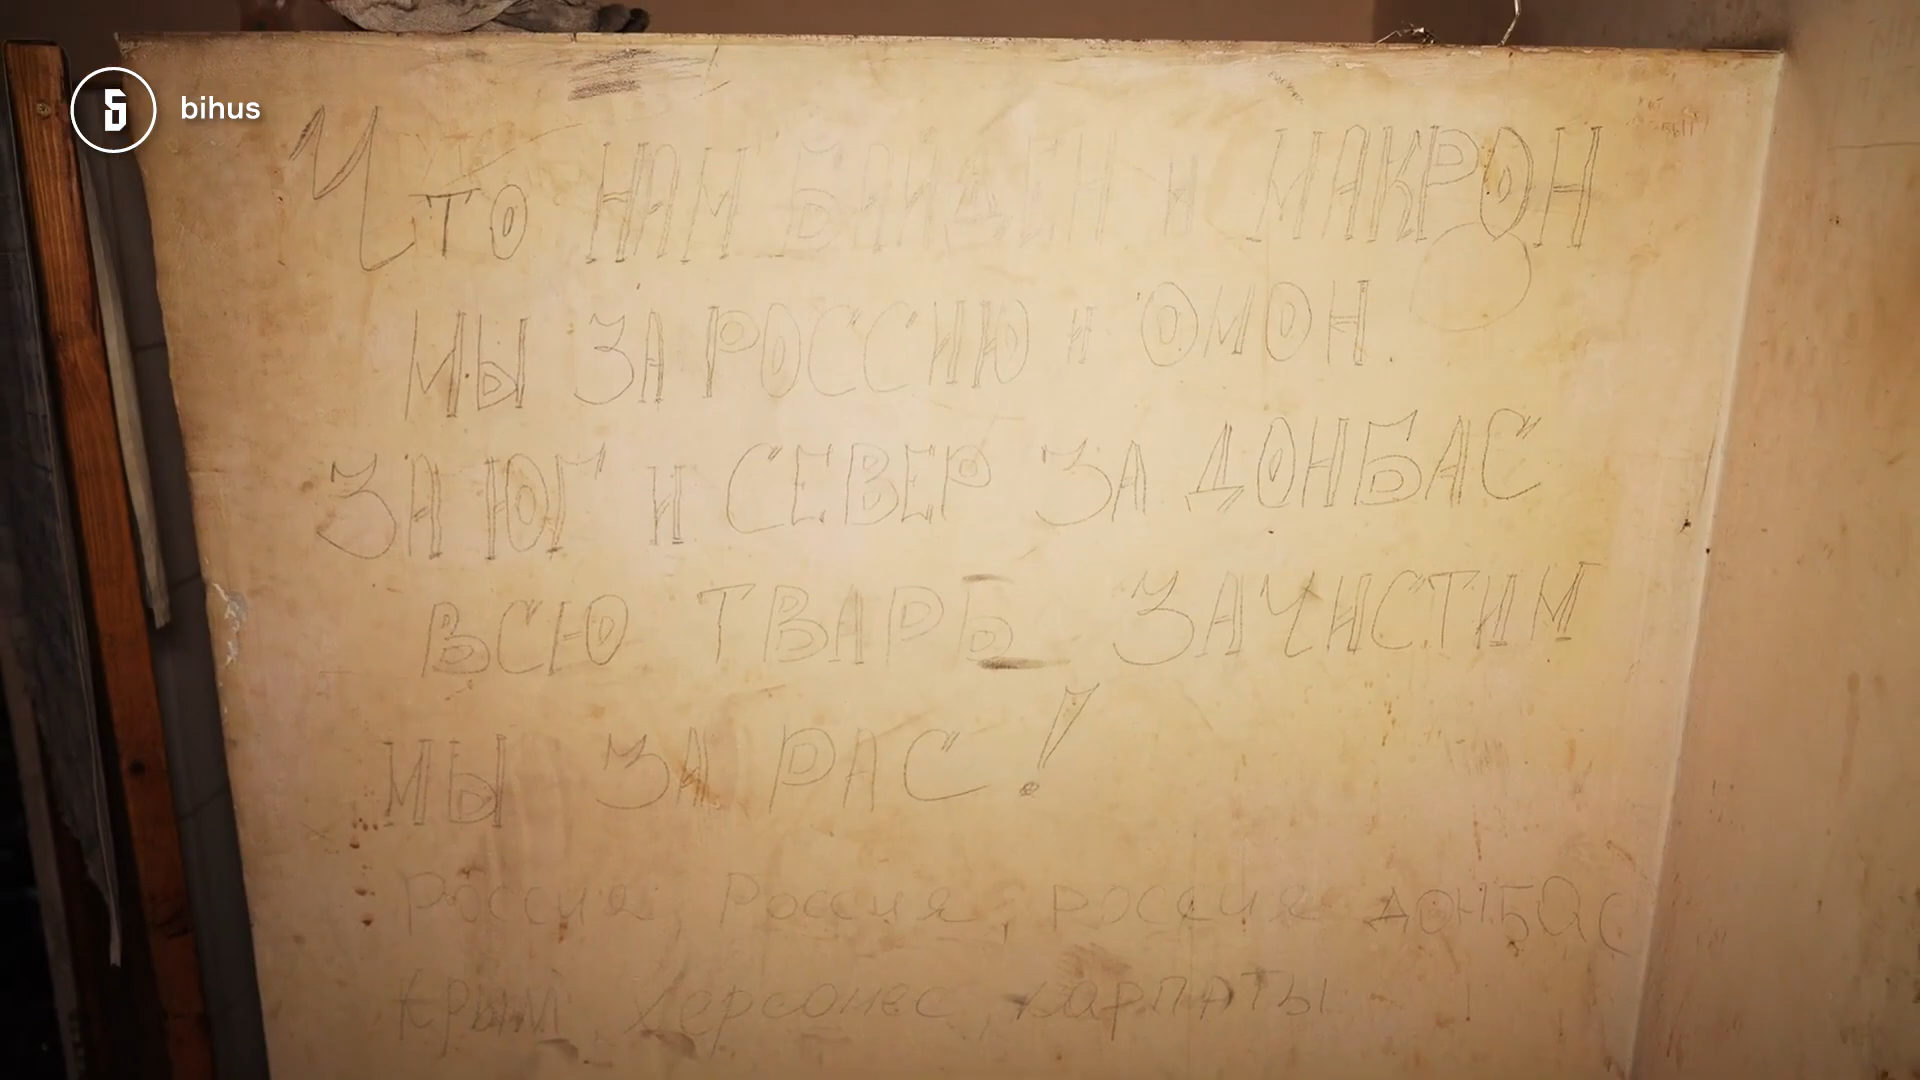 bihus
Что НАМ БАЙДЕН и МАКРОН
МЫ ЗА РОССИЮ и ОМОН.
ЗА ЮГ и СЕВЕР ЗА ДОНБАС
ВСЮ ТВАРЬ ЗАЧИСТИМ
МЫ ЗА РАС!
Россия, Россия, россия ДОНБАС
Крым, Херсонес, карпаты